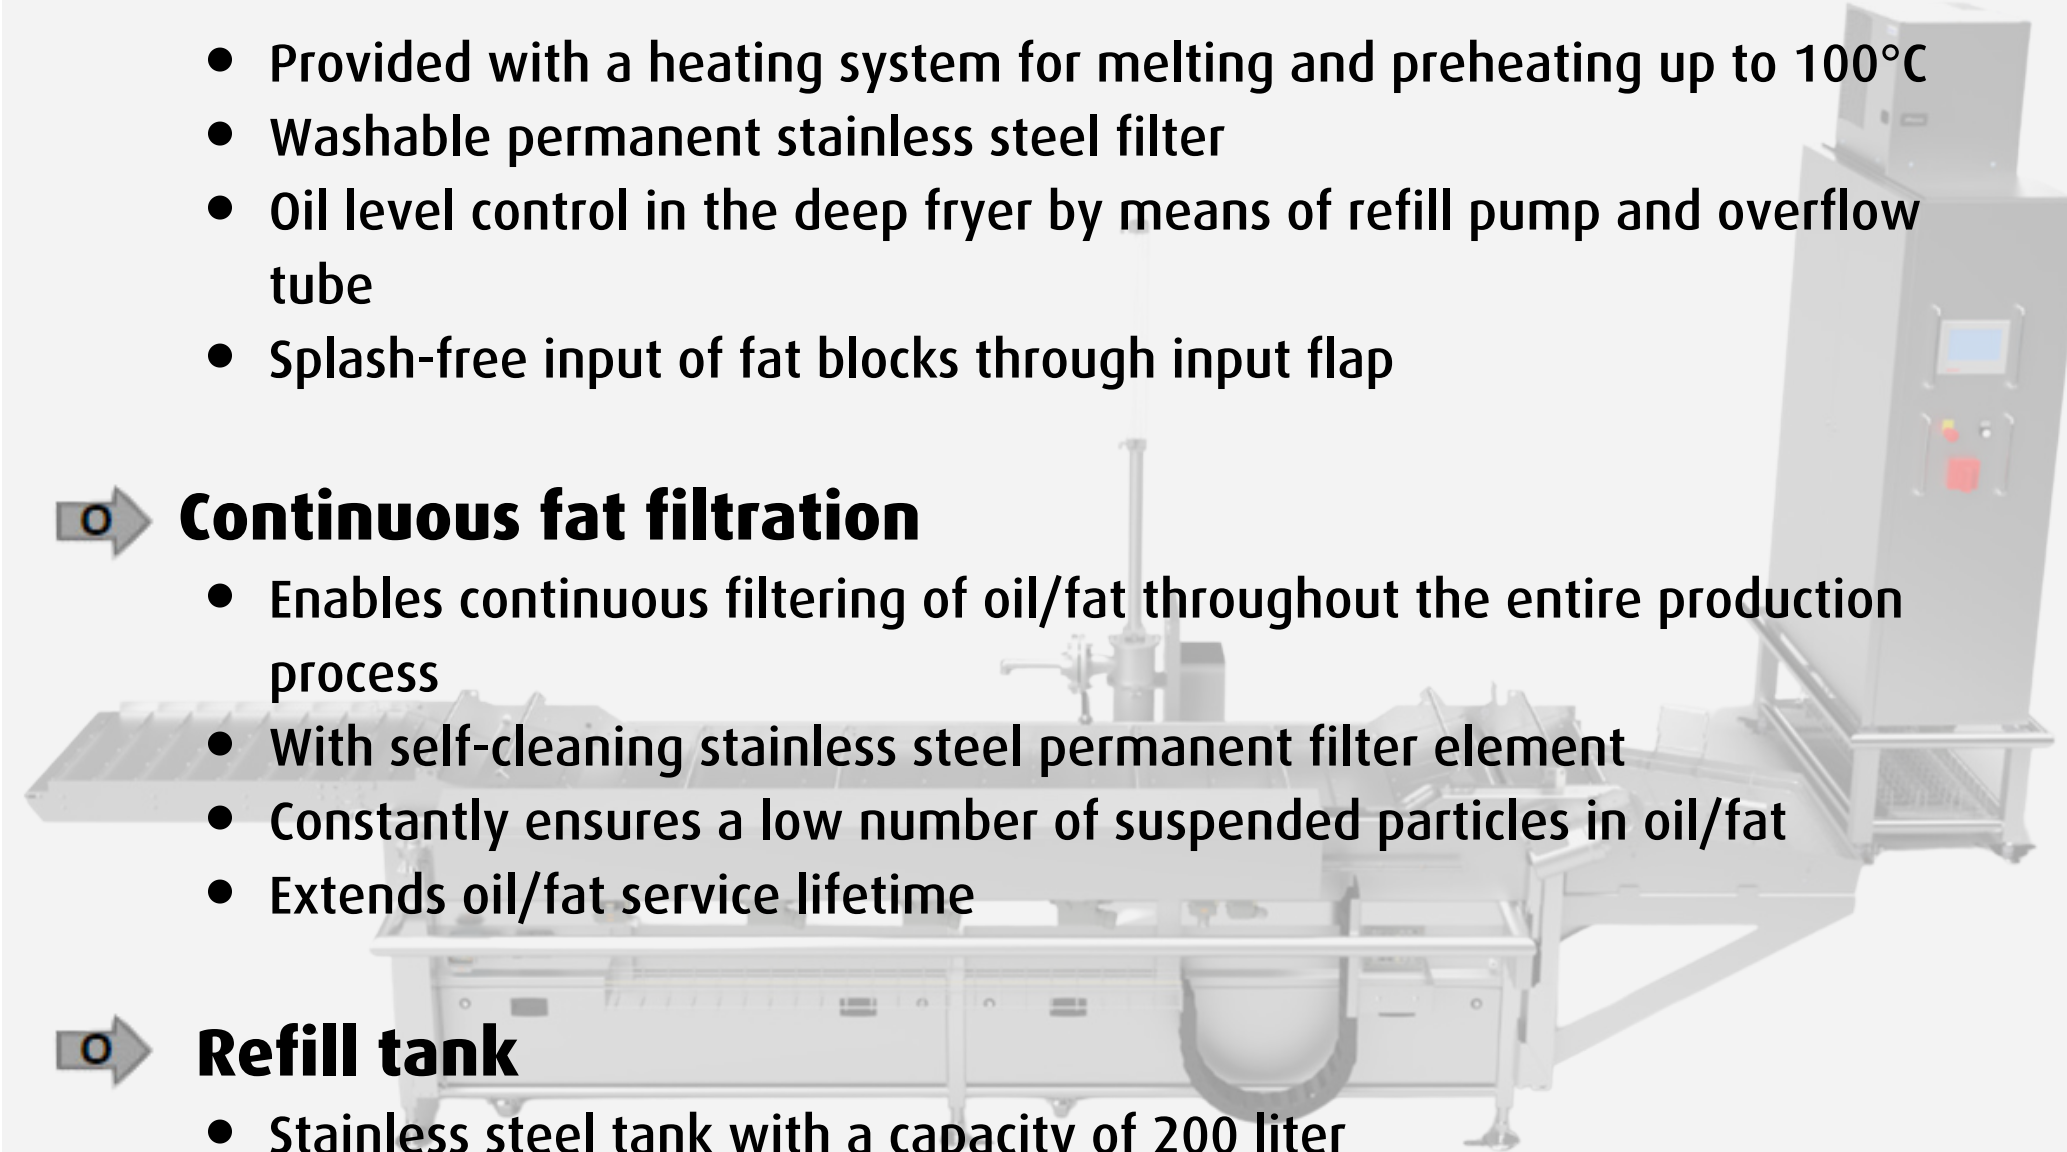 • Provided with a heating system for melting and preheating up to 100°C
• Washable permanent stainless steel filter
• Oil level control in the deep fryer by means of refill pump and overflow
tube
• Splash-free input of fat blocks through input flap
O Continuous fat filtration
• Enables continuous filtering of oil/fat throughout the entire production
process
• With self-cleaning stainless steel permanent filter element
• Constantly ensures a low number of suspended particles in oil/fat
• Extends oil/fat service lifetime
O Refill tank
• Stainless steel tank with a capacity of 200 liter